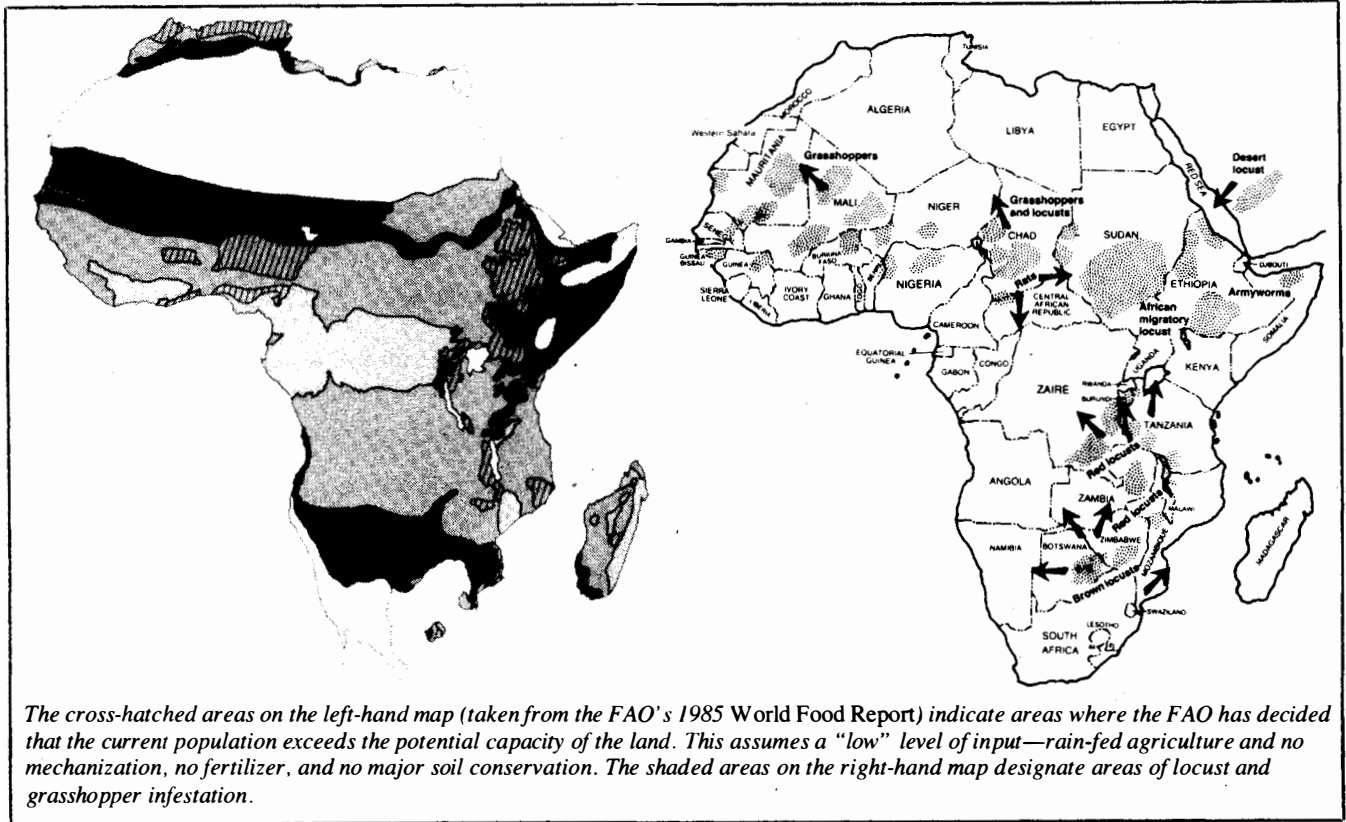 TUNISIA
MOROCCO
ALGERIA
LIBYA
EGYPT
Western Sahara
MAURITANIA
Grasshoppers
RED SEA
Desert
locust
MALI
NIGER
Grasshoppers
and locusts
CHAD
SUDAN
SENEGAL
GAMBIA
GUINEA
BISSAU
GUINEA
BURKINA
FASO
DJIBOUTI
SIERRA
LEONE
LIBERIA
IVORY
COAST
GHANA
TOGO
BENIN
NIGERIA
Rats
CENTRAL
AFRICAN
REPUBLIC
ETHIOPIA
Armyworms
African
migratory
locust
SOMALIA
CAMEROON
EQUATORIAL
GUINEA
GABON
CONGO
UGANDA
KENYA
ZAIRE
RWANDA
BURUNDI
TANZANIA
Red locusts
ANGOLA
ZAMBIA
Red locusts
MALAWI
NAMIBIA
BOTSWANA
ZIMBABWE
MOZAMBIQUE
MADAGASCAR
Brown locusts
SWAZILAND
LESOTHO
SOUTH
AFRICA
The cross-hatched areas on the left-hand map (taken from the FAO's 1985 World Food Report) indicate areas where the FAO has decided
that the current population exceeds the potential capacity of the land. This assumes a "low" level of input—rain-fed agriculture and no
mechanization, no fertilizer, and no major soil conservation. The shaded areas on the right-hand map designate areas of locust and
grasshopper infestation.